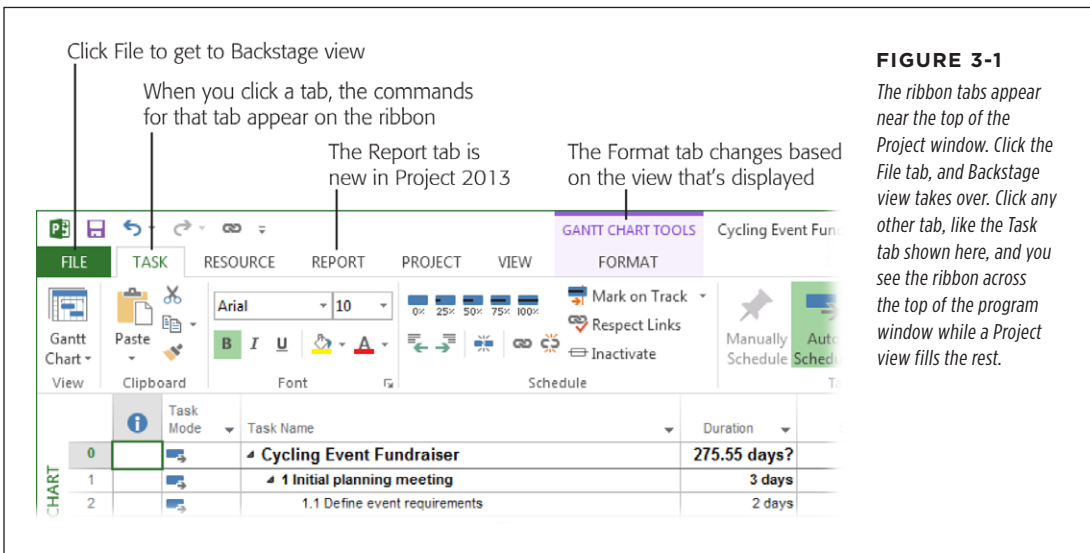 Click File to get to Backstage view
When you click a tab, the commands
for that tab appear on the ribbon
The Report tab is
new in Project 2013
The Format tab changes based
on the view that's displayed
GANTT CHART TOOLS
Cycling Event
FILE
TASK
RESOURCE
REPORT
PROJECT
VIEW
FORMAT
Gantt
Chart
View
Paste
Clipboard
Arial
10
B I U
A
Font
0% 25% 50% 75% 100%
Mark on Track
Respect Links
Inactivate
Schedule
Manually
Schedule
CHART
Task
Mode
Task Name
Duration
0
Cycling Event Fundraiser
275.55 days?
1
1 Initial planning meeting
3 days
2
1.1 Define event requirements
2 days
FIGURE 3-1
The ribbon tabs appear
near the top of the
Project window. Click the
File tab, and Backstage
view takes over. Click any
other tab, like the Task
tab shown here, and you
see the ribbon across
the top of the program
window while a Project
view fills the rest.